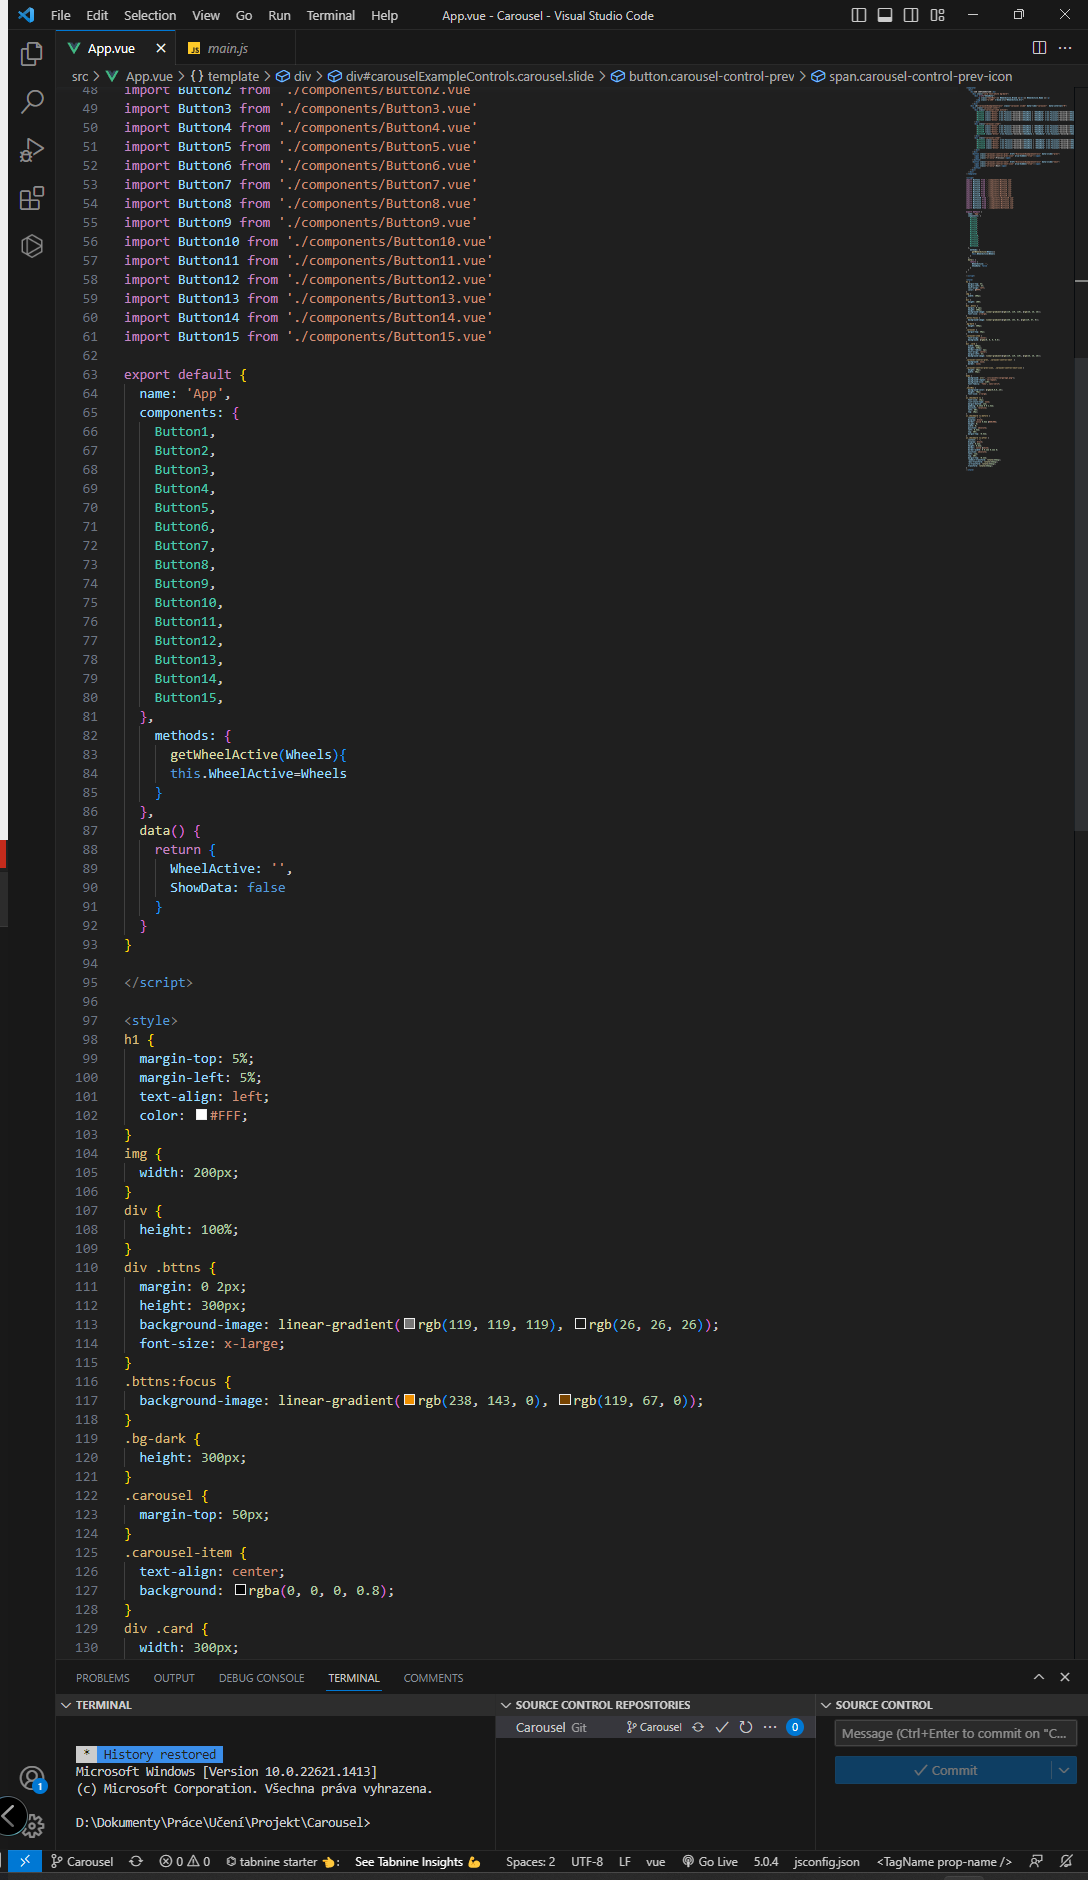 File Edit Selection View Go Run Terminal Help App.vue - Carousel - Visual Studio Code
App.vue JS main.js
src > App.vue > {} template > div > div#carouselExampleControls.carousel.slide > button.carousel-control-prev > span.carousel-control-prev-icon
48 import Button2 from './components/Button2.vue'
49 import Button3 from './components/Button3.vue'
50 import Button4 from './components/Button4.vue'
51 import Button5 from './components/Button5.vue'
52 import Button6 from './components/Button6.vue'
53 import Button7 from './components/Button7.vue'
54 import Button8 from './components/Button8.vue'
55 import Button9 from './components/Button9.vue'
56 import Button10 from './components/Button10.vue'
57 import Button11 from './components/Button11.vue'
58 import Button12 from './components/Button12.vue'
59 import Button13 from './components/Button13.vue'
60 import Button14 from './components/Button14.vue'
61 import Button15 from './components/Button15.vue'
62
63 export default {
64 name: 'App',
65 components: {
66 Button1,
67 Button2,
68 Button3,
69 Button4,
70 Button5,
71 Button6,
72 Button7,
73 Button8,
74 Button9,
75 Button10,
76 Button11,
77 Button12,
78 Button13,
79 Button14,
80 Button15,
81 },
82 methods: {
83 getWheelActive(Wheels){
84 this.WheelActive=Wheels
85 }
86 },
87 data() {
88 return {
89 WheelActive: '',
90 ShowData: false
91 }
92 }
93 }
94
95 </script>
96
97 <style>
98 h1 {
99 margin-top: 5%;
100 margin-left: 5%;
101 text-align: left;
102 color: #FFF;
103 }
104 img {
105 width: 200px;
106 }
107 div {
108 height: 100%;
109 }
110 div .bttns {
111 margin: 0 2px;
112 height: 300px;
113 background-image: linear-gradient(rgb(119, 119, 119), rgb(26, 26, 26));
114 font-size: x-large;
115 }
116 .bttns:focus {
117 background-image: linear-gradient(rgb(238, 143, 0), rgb(119, 67, 0));
118 }
119 .bg-dark {
120 height: 300px;
121 }
122 .carousel {
123 margin-top: 50px;
124 }
125 .carousel-item {
126 text-align: center;
127 background: rgba(0, 0, 0, 0.8);
128 }
129 div .card {
130 width: 300px;
PROBLEMS OUTPUT DEBUG CONSOLE TERMINAL COMMENTS
TERMINAL SOURCE CONTROL REPOSITORIES SOURCE CONTROL
Carousel Git Carousel 0 Message (Ctrl+Enter to commit on "C...
* History restored
Microsoft Windows [Version 10.0.22621.1413]
Commit
(c) Microsoft Corporation. Všechna práva vyhrazena.
1
D:\Dokumenty\Práce\Učení\Projekt\Carousel>
Carousel 0 0 tabnine starter : See Tabnine Insights Spaces: 2 UTF-8 LF vue Go Live 5.0.4 jsconfig.json <TagName prop-name />